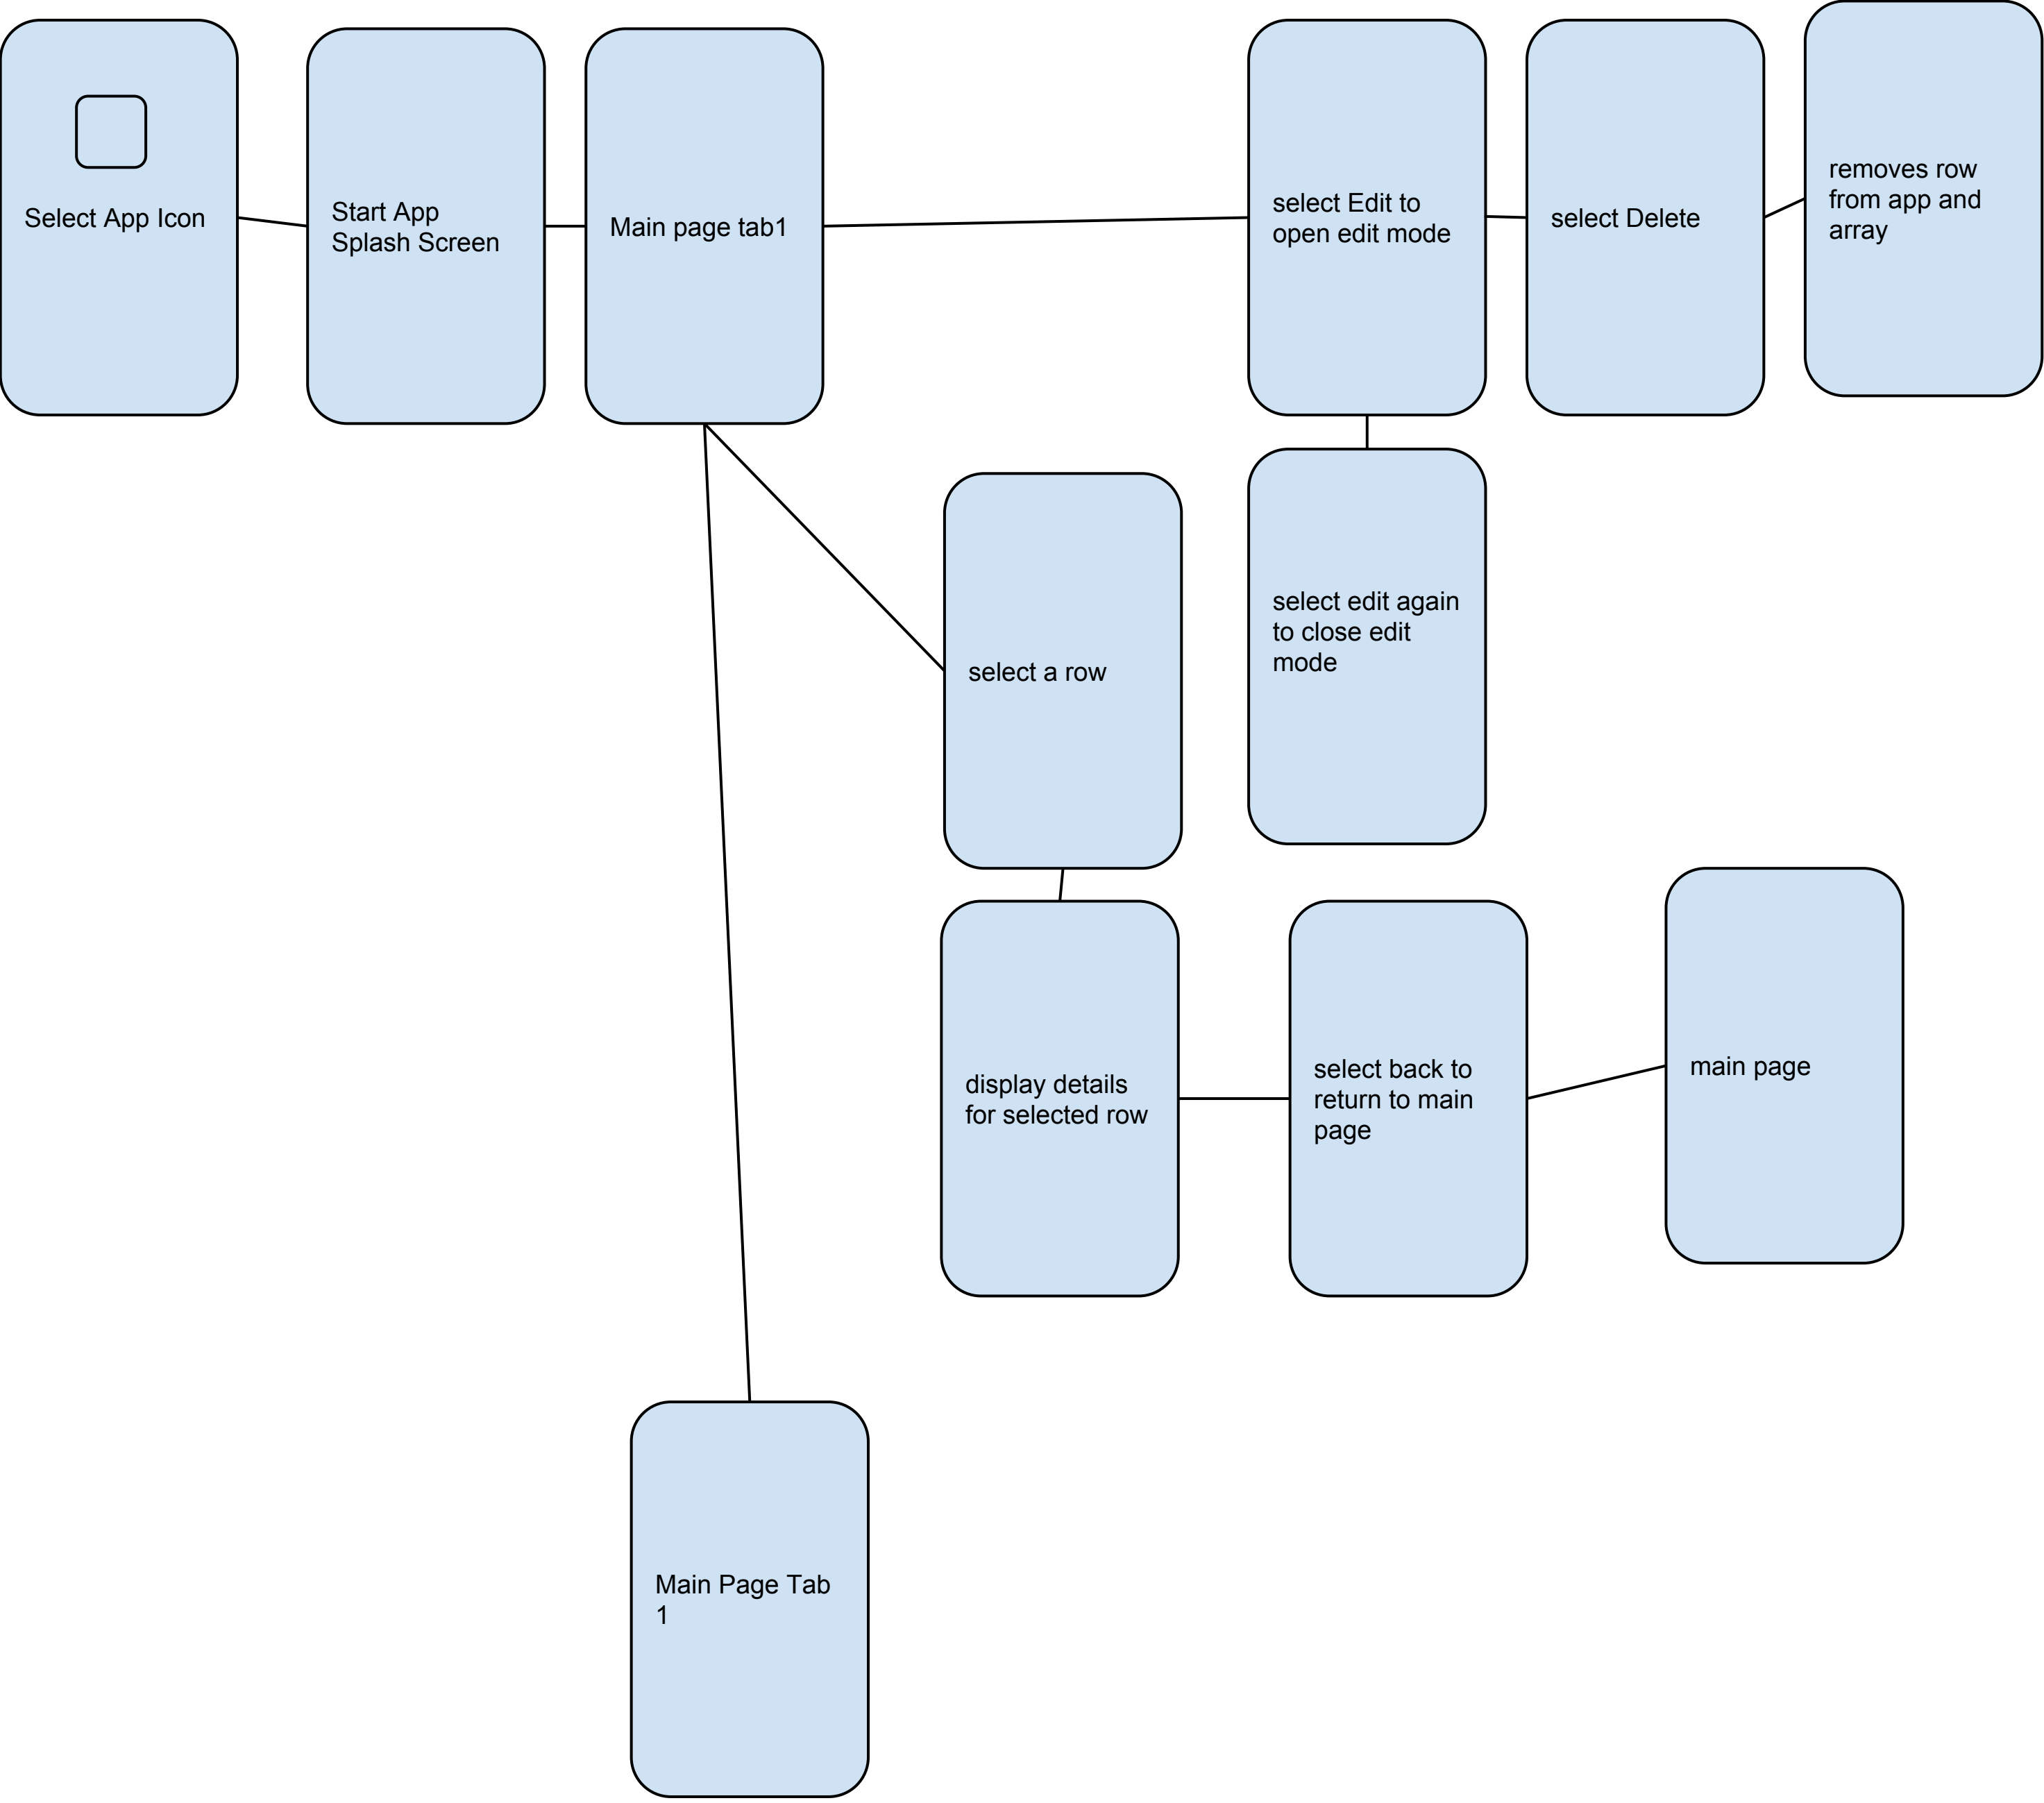 Select App Icon
Start App
Splash Screen
Main page tab1
select Edit to
open edit mode
select Delete
removes row
from app and
array
select a row
select edit again
to close edit
mode
display details
for selected row
select back to
return to main
page
main page
Main Page Tab
1